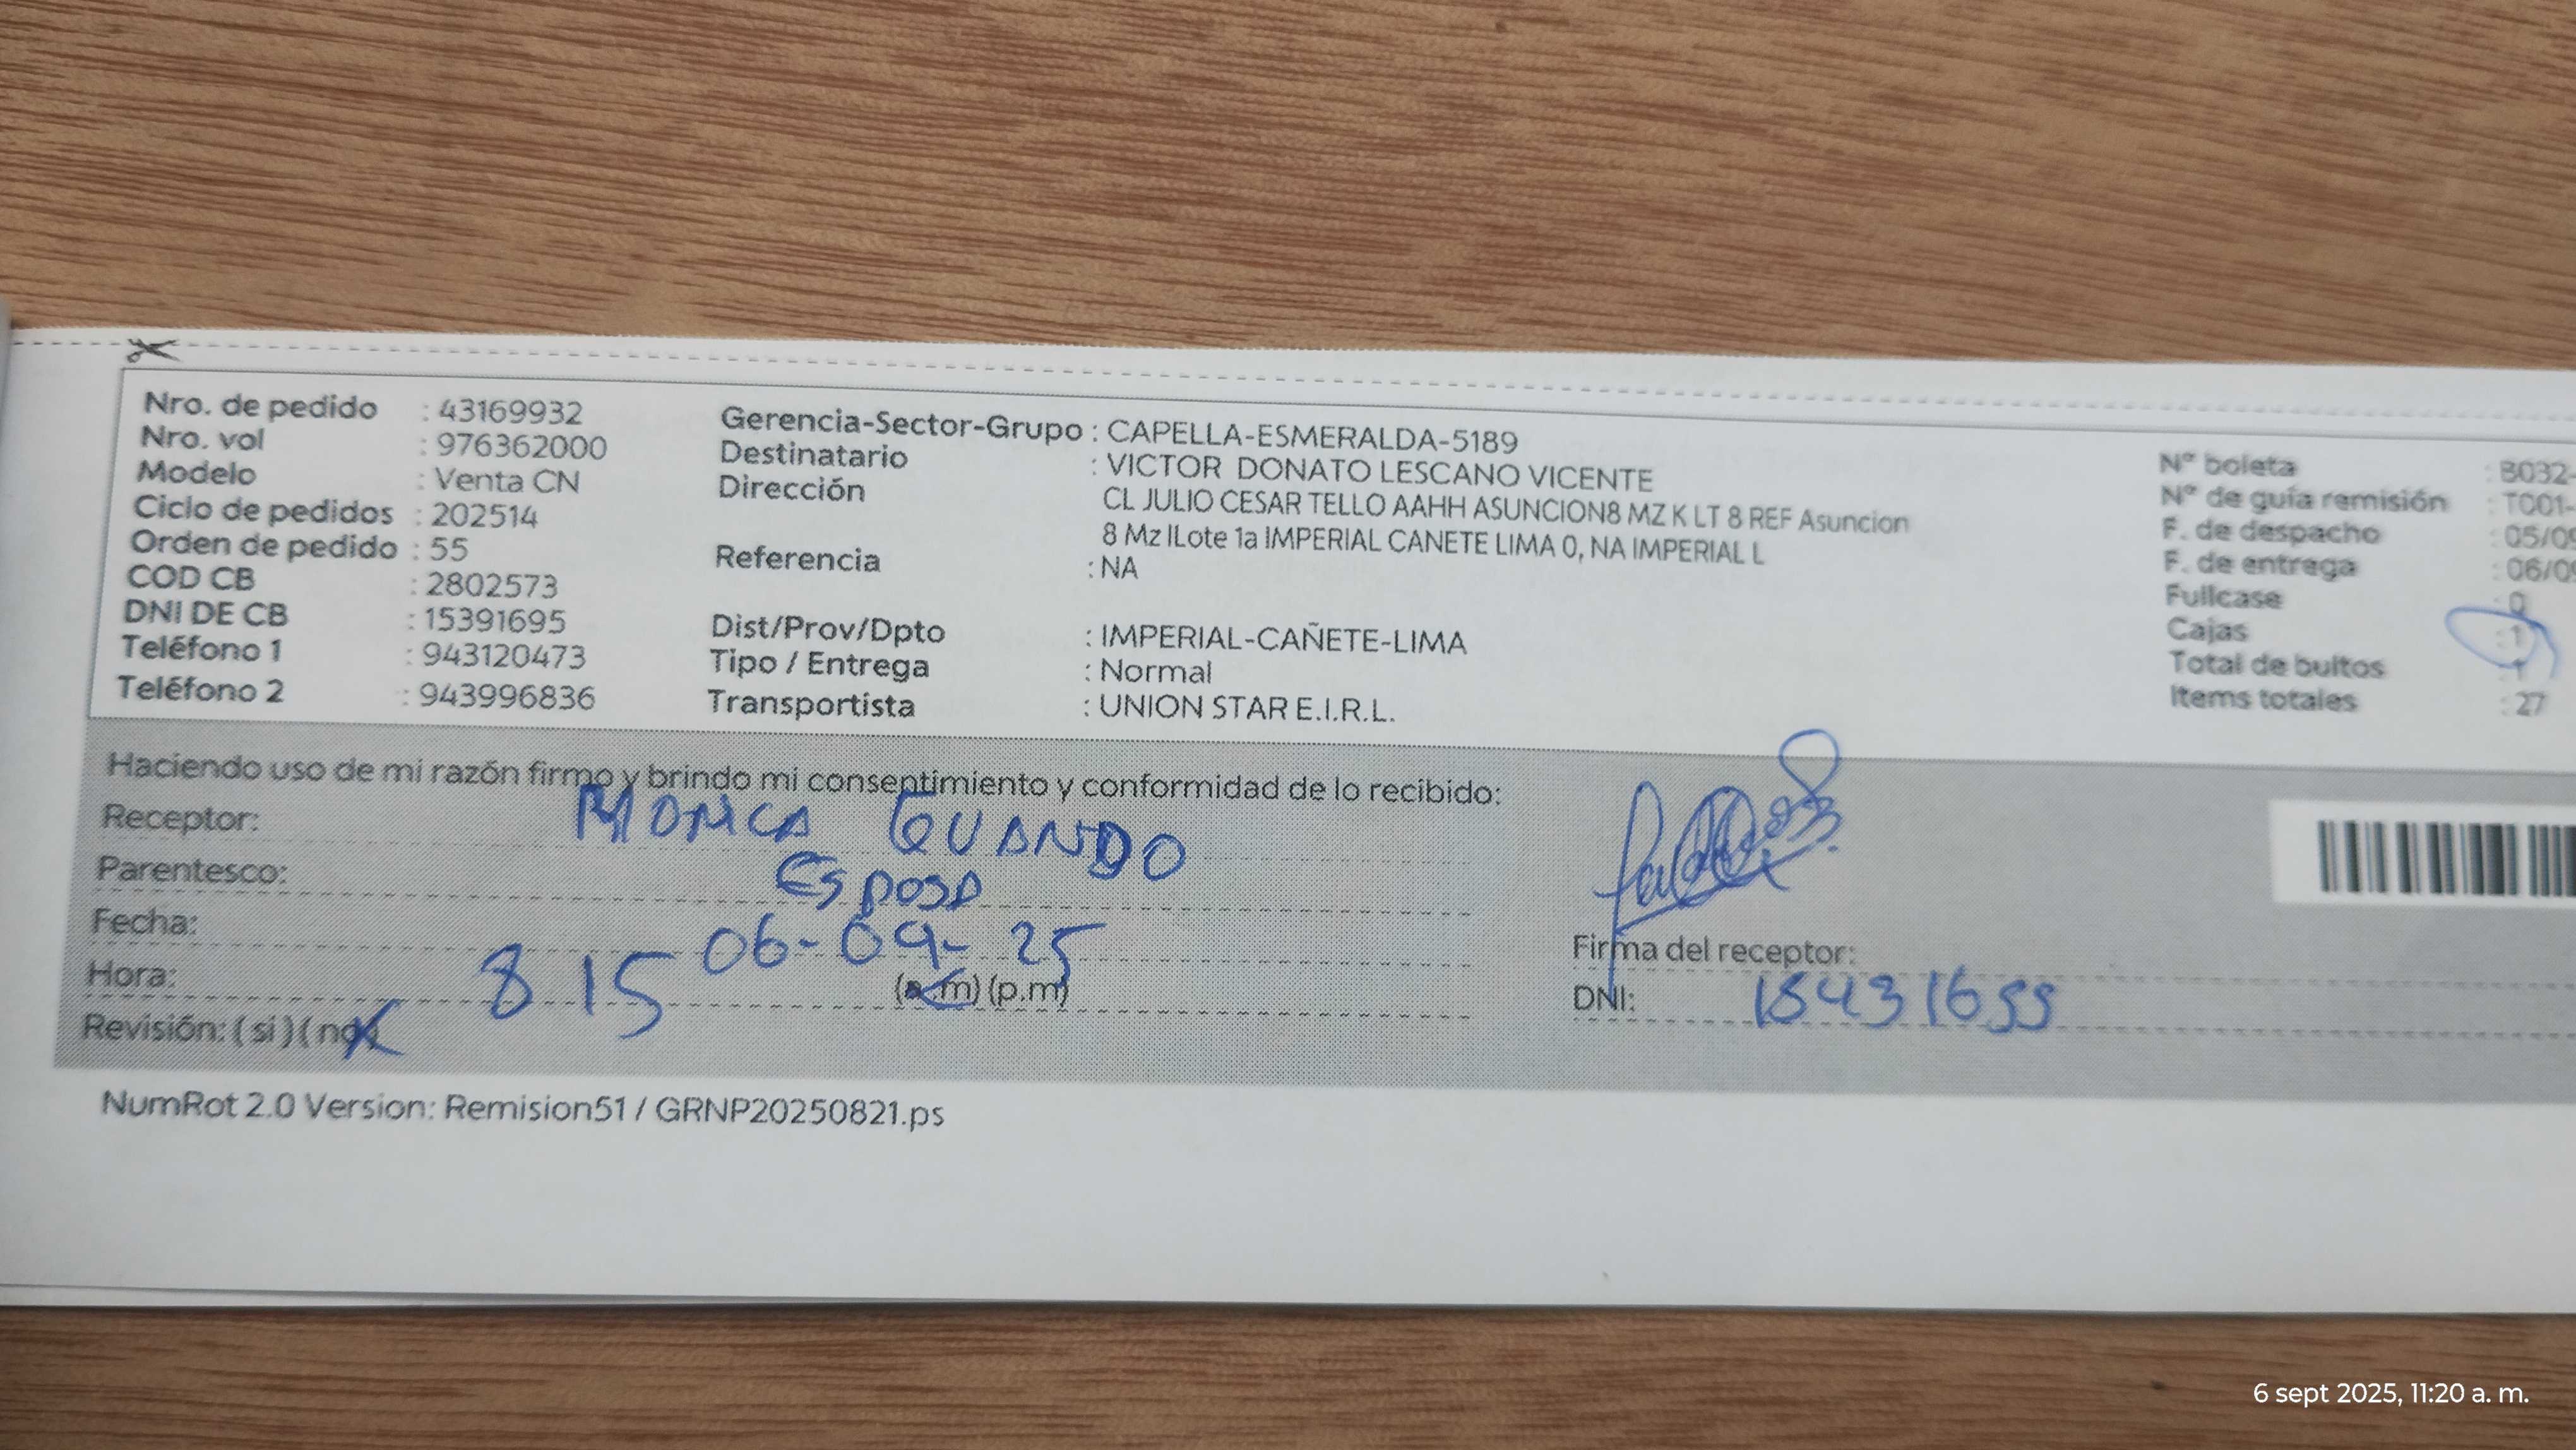 Nro. de pedido : 43169932
Nro. vol : 976362000
Modelo : Venta CN
Ciclo de pedidos : 202514
Orden de pedido : 55
COD CB : 2802573
DNI DE CB : 15391695
Teléfono 1 : 943120473
Teléfono 2 : 943996836
Gerencia-Sector-Grupo : CAPELLA-ESMERALDA-5189
Destinatario : VICTOR DONATO LESCANO VICENTE
Dirección CL JULIO CESAR TELLO AAHH ASUNCION8 MZ K LT 8 REF Asuncion
8 Mz lLote 1a IMPERIAL CANETE LIMA 0, NA IMPERIAL L
Referencia : NA
Dist/Prov/Dpto : IMPERIAL-CAÑETE-LIMA
Tipo / Entrega : Normal
Transportista : UNION STAR E.I.R.L.
Nº boleta : B032-
Nº de guía remisión : T001-
F. de despacho : 05/09
F. de entrega : 06/09
Fullcase : 0
Cajas : 1
Total de bultos : 1
Items totales : 27
Haciendo uso de mi razón firmo y brindo mi consentimiento y conformidad de lo recibido:
Receptor: MONICA
Parentesco: Esposa
Fecha: 06-09-25
Hora: 8 15 (a.m) (p.m)
Revisión: ( si ) ( no )
Firma del receptor:
DNI:
NumRot 2.0 Version: Remision51 / GRNP20250821.ps
6 sept 2025, 11:20 a. m.